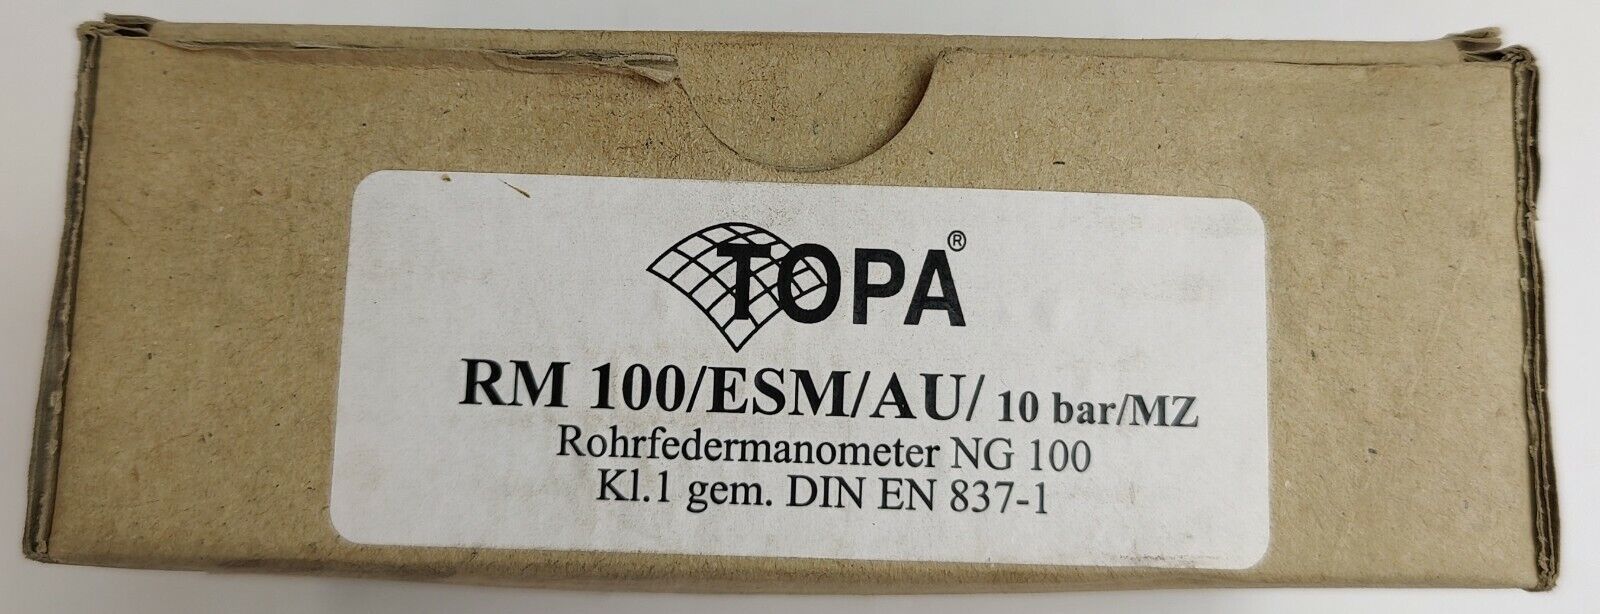 TOPA®
RM 100/ESM/AU/ 10 bar/MZ
Rohrfedermanometer NG 100
Kl.1 gem. DIN EN 837-1